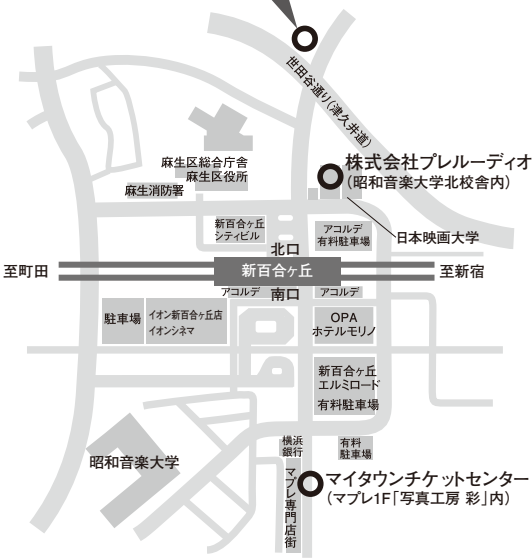 世田谷通り(津久井道)
麻生区総合庁舎
麻生区役所
麻生消防署
株式会社プレルーディオ
(昭和音楽大学北校舎内)
新百合ヶ丘
シティビル
アコルデ
有料駐車場
日本映画大学
北口
至町田
新百合ヶ丘
至新宿
アコルデ
南口
アコルデ
駐車場
イオン新百合ヶ丘店
イオンシネマ
OPA
ホテルモリノ
新百合ヶ丘
エルミロード
有料駐車場
昭和音楽大学
横浜
銀行
有料
駐車場
マプレ専門店街
マイタウンチケットセンター
(マプレ1F「写真工房 彩」内)